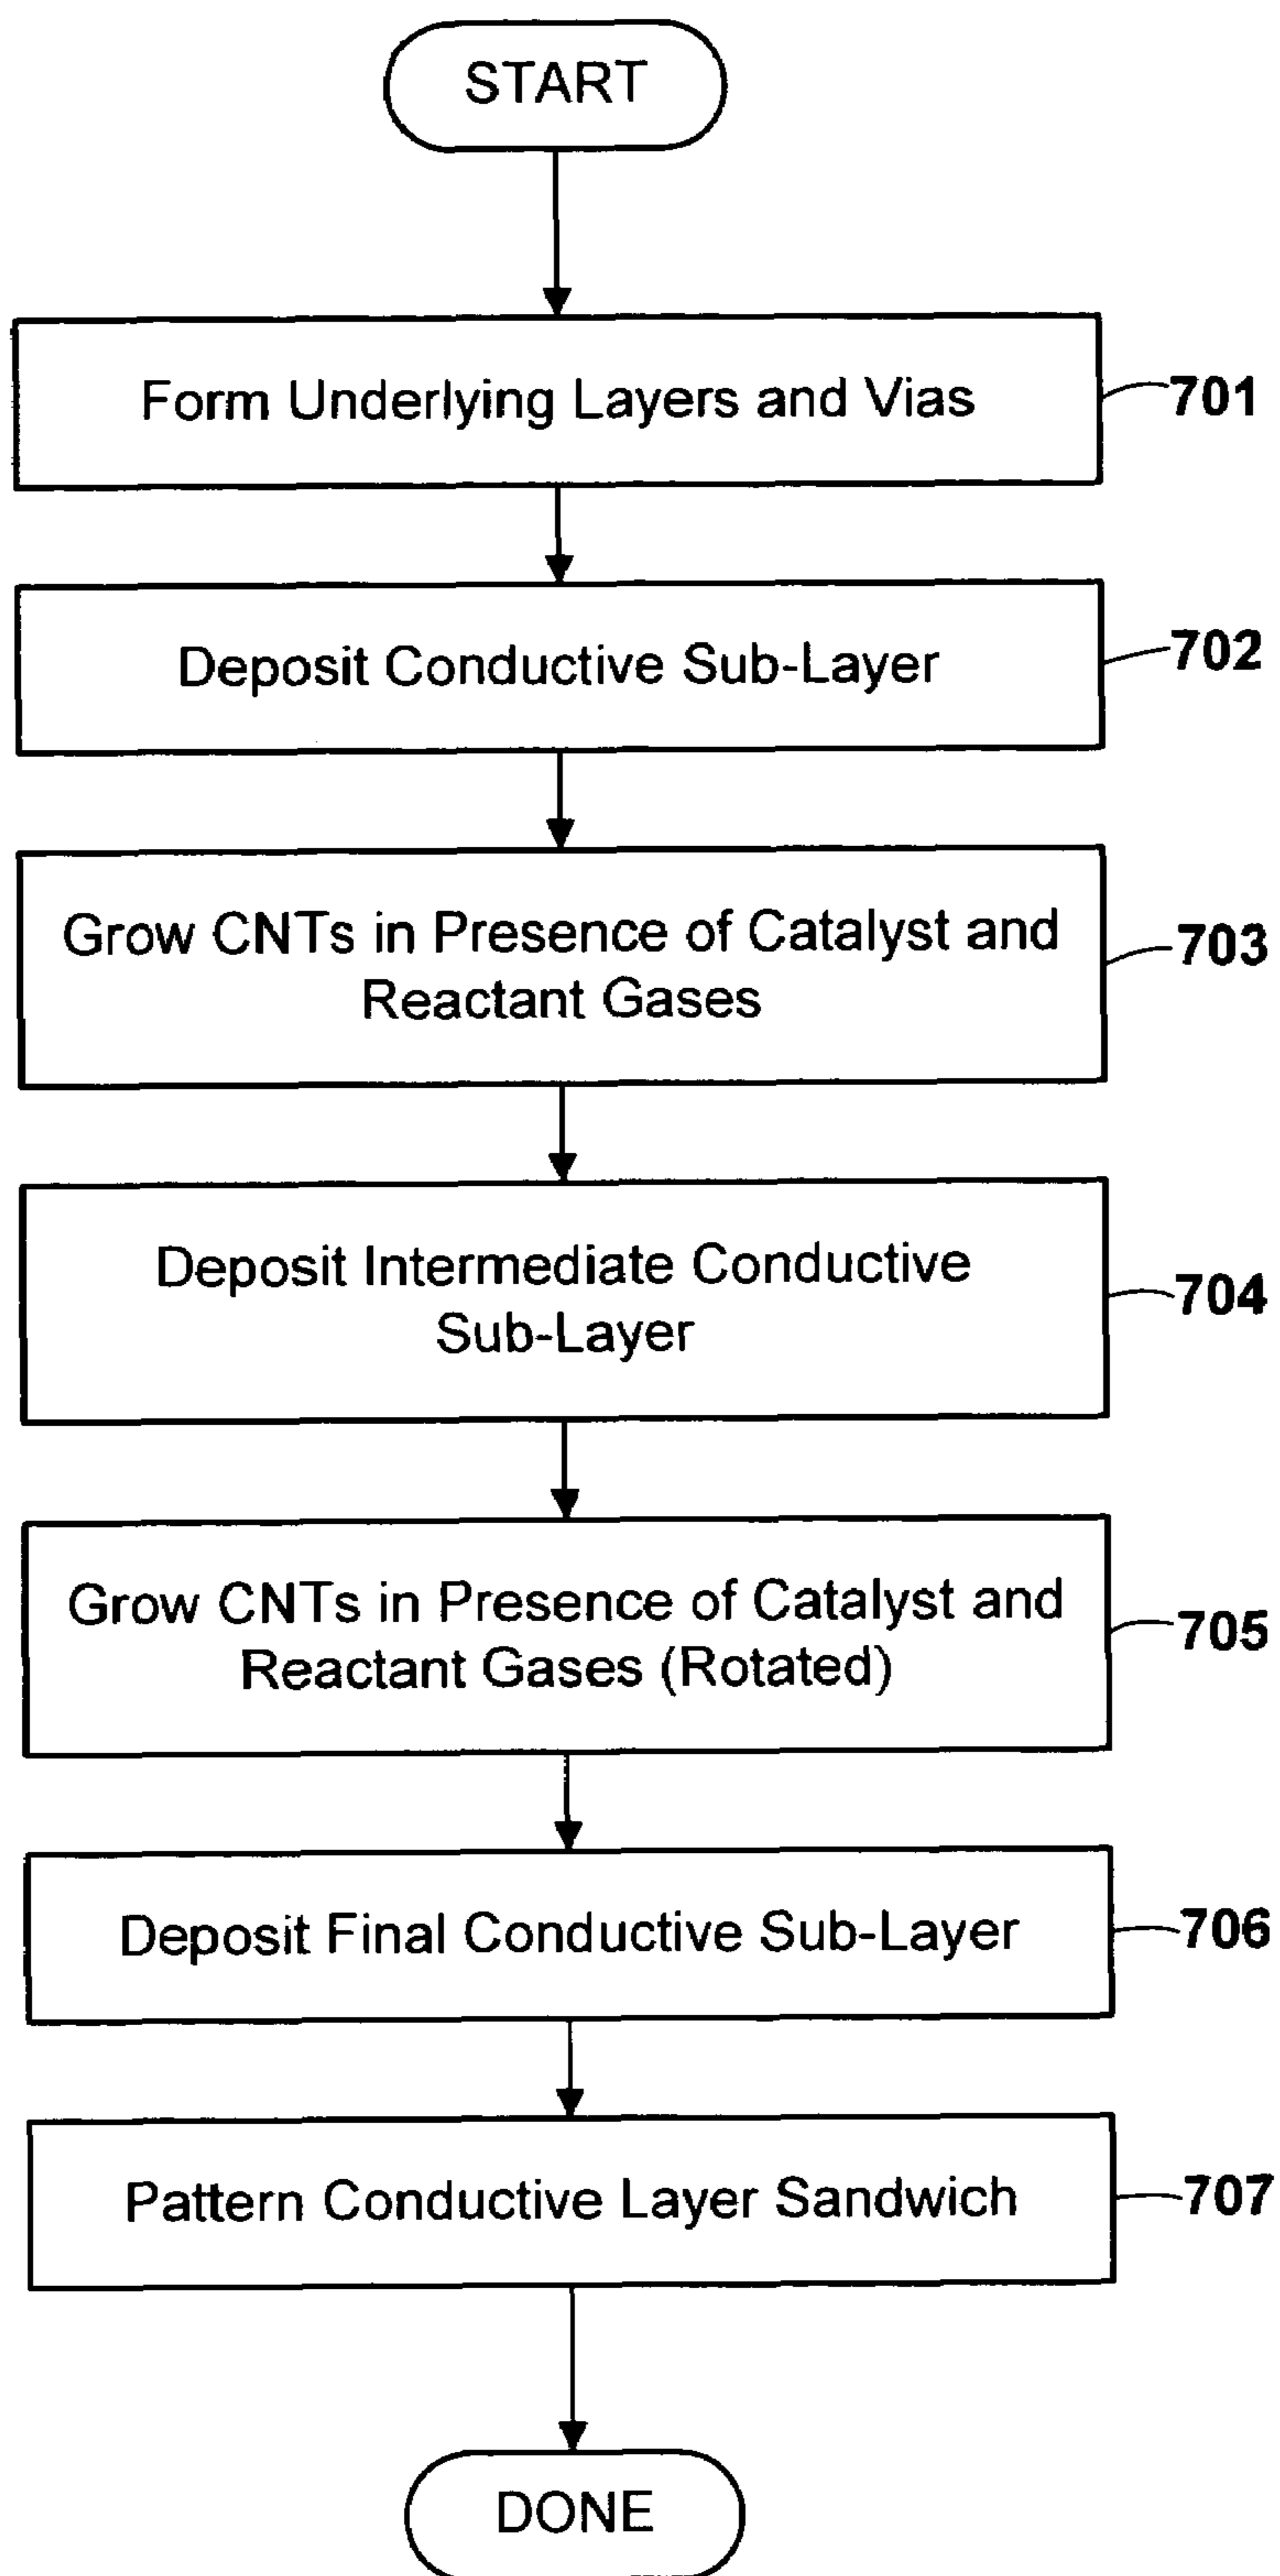 START
Form Underlying Layers and Vias
701
Deposit Conductive Sub-Layer
702
Grow CNTs in Presence of Catalyst and
Reactant Gases
703
Deposit Intermediate Conductive
Sub-Layer
704
Grow CNTs in Presence of Catalyst and
Reactant Gases (Rotated)
705
Deposit Final Conductive Sub-Layer
706
Pattern Conductive Layer Sandwich
707
DONE